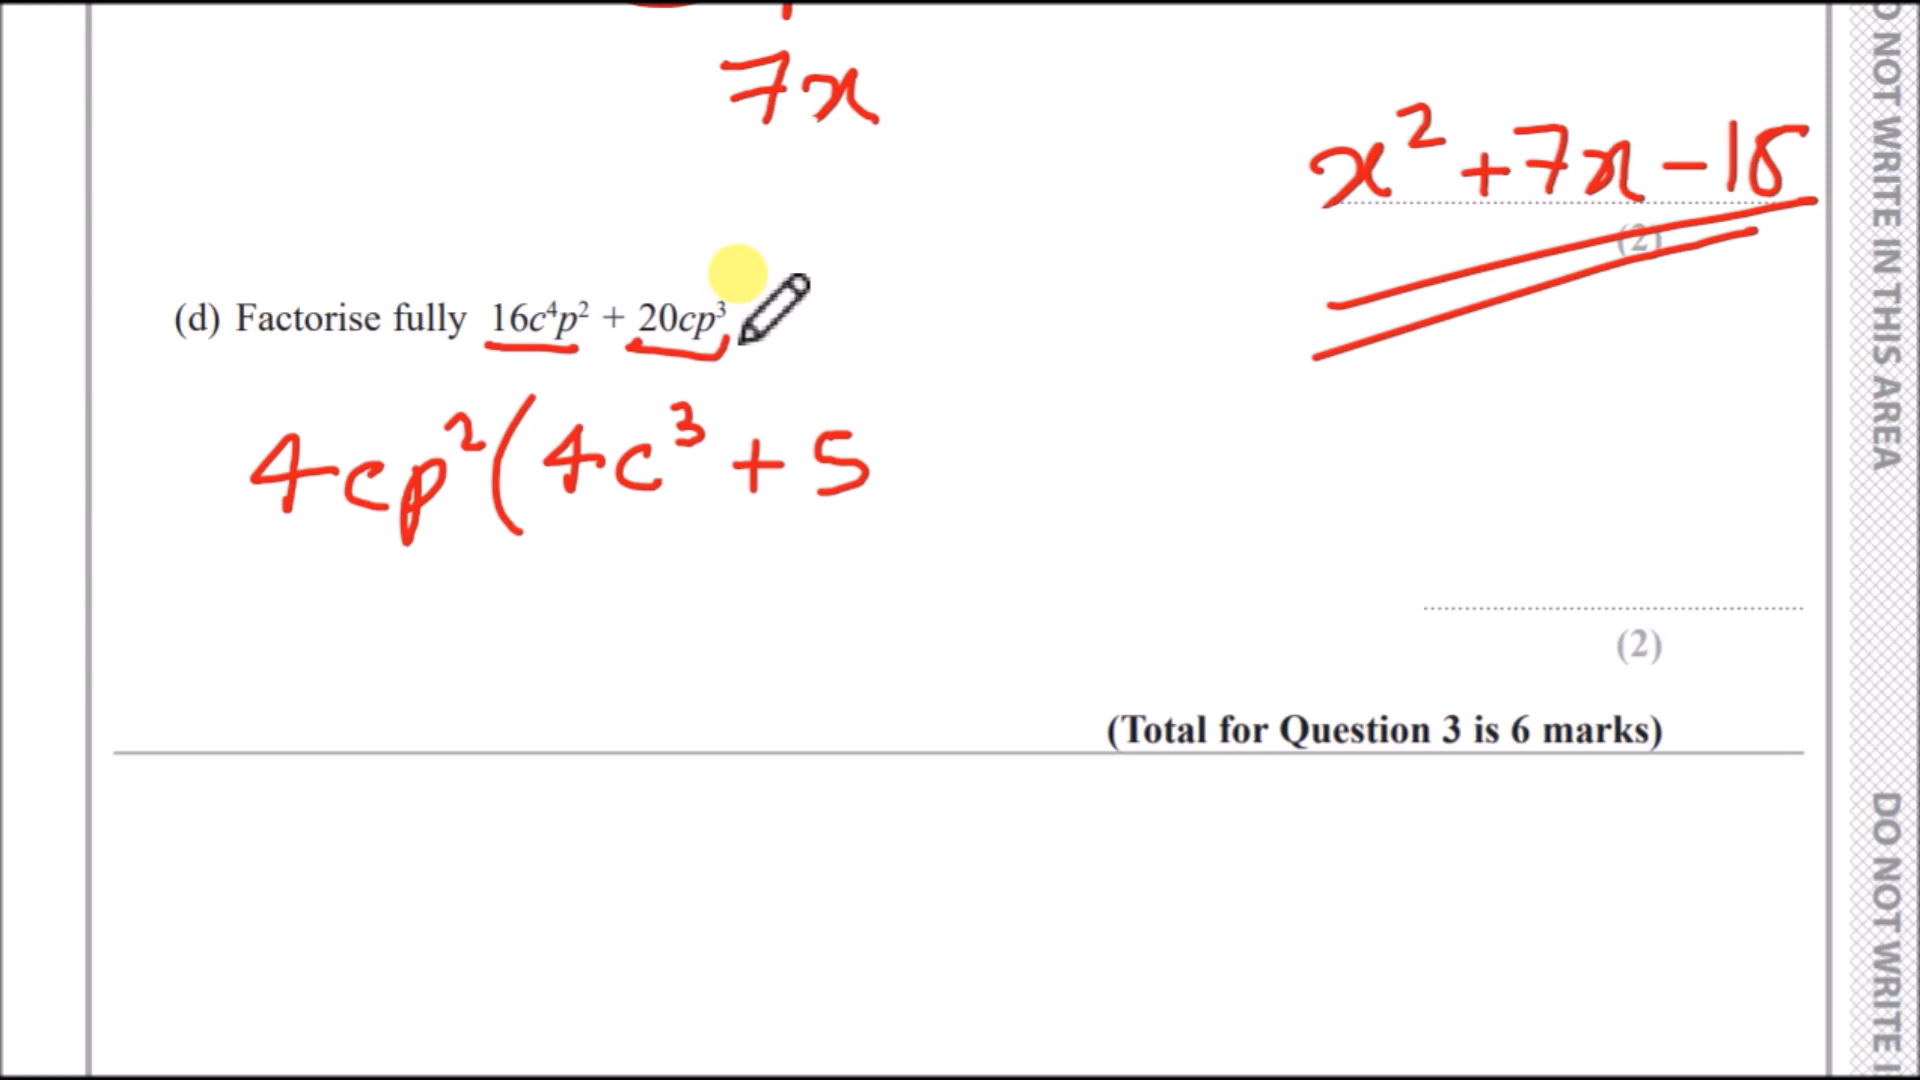 7x
x² + 7x - 18
(2)
(d) Factorise fully 16c⁴p² + 20cp³
4cp²(4c³ + 5
(2)
(Total for Question 3 is 6 marks)
DO NOT WRITE IN THIS AREA
DO NOT WRITE I